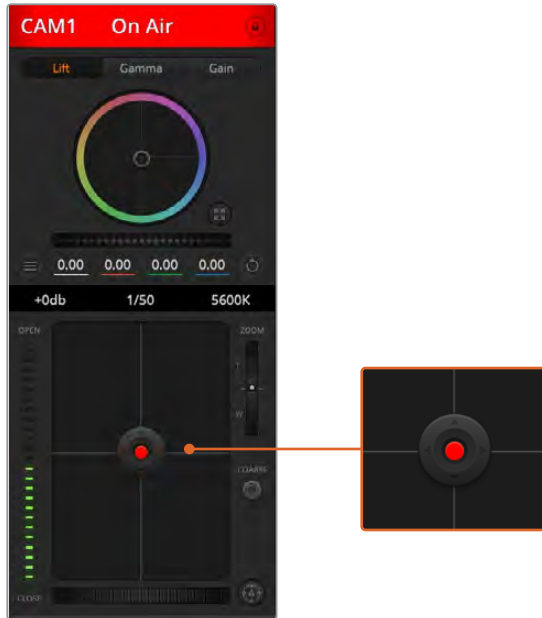 CAM1 On Air
Lift Gamma Gain
0.00 0.00 0.00 0.00
+0db 1/50 5600K
OPEN ZOOM
T
W
COARSE
CLOSE